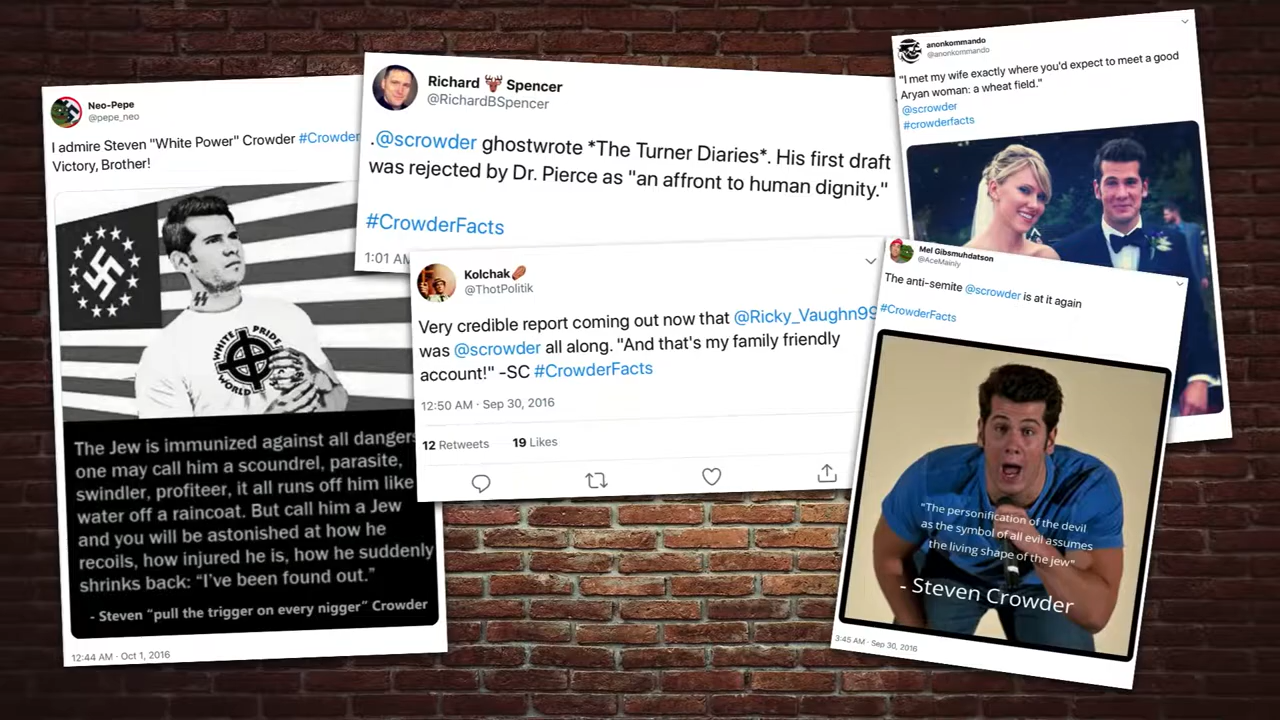 Neo-Pepe
@pepe_neo
I admire Steven "White Power" Crowder #Crowder
Victory, Brother!
WHITE PRIDE
WORLD
The Jew is immunized against all dangers
one may call him a scoundrel, parasite,
swindler, profiteer, it all runs off him like
water off a raincoat. But call him a Jew
and you will be astonished at how he
recoils, how injured he is, how he suddenly
shrinks back: “I've been found out.”
- Steven “pull the trigger on every nigger” Crowder
12:44 AM · Oct 1, 2016
Richard Spencer
@RichardBSpencer
.@scrowder ghostwrote *The Turner Diaries*. His first draft
was rejected by Dr. Pierce as "an affront to human dignity."
#CrowderFacts
1:01 AM
Kolchak
@ThotPolitik
Very credible report coming out now that @Ricky_Vaughn99
was @scrowder all along. "And that's my family friendly
account!" -SC #CrowderFacts
12:50 AM · Sep 30, 2016
12 Retweets 19 Likes
anonkommando
@anonkommando
"I met my wife exactly where you'd expect to meet a good
Aryan woman: a wheat field."
@scrowder
#crowderfacts
Mel Gibsmuhdatson
@AceMainly
The anti-semite @scrowder is at it again
#CrowderFacts
"The personification of the devil
as the symbol of all evil assumes
the living shape of the jew"
- Steven Crowder
3:45 AM · Sep 30, 2016